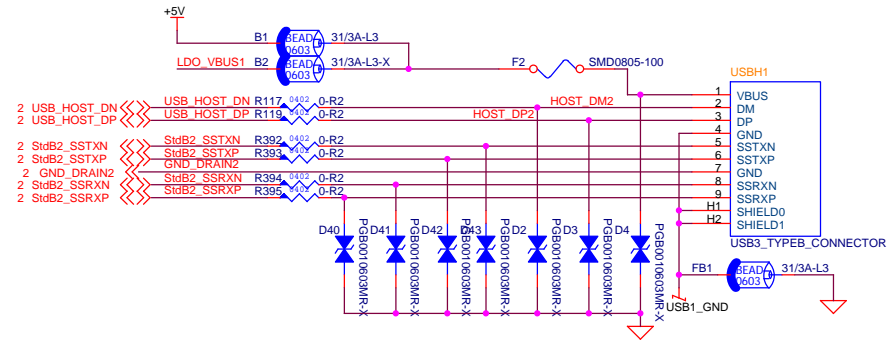 +5V
B1 BEAD 0603 31/3A-L3
LDO_VBUS1 B2 BEAD 0603 31/3A-L3-X
F2 SMD0805-100
USBH1
2 USB_HOST_DN USB_HOST_DN R117 0402 0-R2 HOST_DM2
2 USB_HOST_DP USB_HOST_DP R119 0402 0-R2 HOST_DP2
2 StdB2_SSTXN StdB2_SSTXN R392 0402 0-R2
2 StdB2_SSTXP StdB2_SSTXP R393 0402 0-R2
2 GND_DRAIN2 GND_DRAIN2
2 StdB2_SSRXN StdB2_SSRXN R394 0402 0-R2
2 StdB2_SSRXP StdB2_SSRXP R395 0402 0-R2
1 VBUS
2 DM
3 DP
4 GND
5 SSTXN
6 SSTXP
7 GND
8 SSRXN
9 SSRXP
H1 SHIELD0
H2 SHIELD1
USB3_TYPEB_CONNECTOR
D40 PGB0010603MR-X
D41 PGB0010603MR-X
D42 PGB0010603MR-X
D43 PGB0010603MR-X
D2 PGB0010603MR-X
D3 PGB0010603MR-X
D4 PGB0010603MR-X
FB1 BEAD 0603 31/3A-L3
USB1_GND